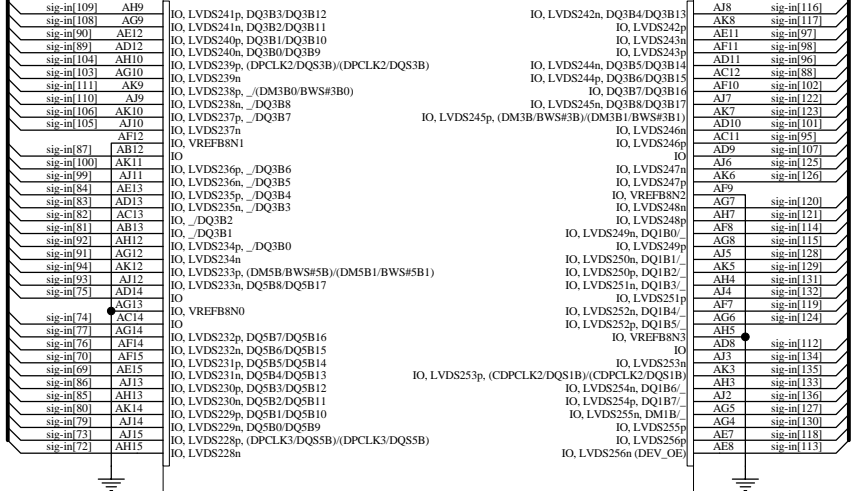 sig-in[109] AH9 IO, LVDS241p, DQ3B3/DQ3B12
sig-in[108] AG9 IO, LVDS241n, DQ3B2/DQ3B11
sig-in[90] AE12 IO, LVDS240p, DQ3B1/DQ3B10
sig-in[89] AD12 IO, LVDS240n, DQ3B0/DQ3B9
sig-in[104] AH10 IO, LVDS239p, (DPCLK2/DQS3B)/(DPCLK2/DQS3B)
sig-in[103] AG10 IO, LVDS239n
sig-in[111] AK9 IO, LVDS238p, _/(DM3B0/BWS#3B0)
sig-in[110] AJ9 IO, LVDS238n, _/DQ3B8
sig-in[106] AK10 IO, LVDS237p, _/DQ3B7
sig-in[105] AJ10 IO, LVDS237n
AF12 IO, VREFB8N1
sig-in[87] AB12 IO
sig-in[100] AK11 IO, LVDS236p, _/DQ3B6
sig-in[99] AJ11 IO, LVDS236n, _/DQ3B5
sig-in[84] AE13 IO, LVDS235p, _/DQ3B4
sig-in[83] AD13 IO, LVDS235n, _/DQ3B3
sig-in[82] AC13 IO, _/DQ3B2
sig-in[81] AB13 IO, _/DQ3B1
sig-in[92] AH12 IO, LVDS234p, _/DQ3B0
sig-in[91] AG12 IO, LVDS234n
sig-in[94] AK12 IO, LVDS233p, (DM5B/BWS#5B)/(DM5B1/BWS#5B1)
sig-in[93] AJ12 IO, LVDS233n, DQ5B8/DQ5B17
sig-in[75] AD14 IO
AG13 IO, VREFB8N0
sig-in[74] AC14 IO
sig-in[77] AG14 IO, LVDS232p, DQ5B7/DQ5B16
sig-in[76] AF14 IO, LVDS232n, DQ5B6/DQ5B15
sig-in[70] AF15 IO, LVDS231p, DQ5B5/DQ5B14
sig-in[69] AE15 IO, LVDS231n, DQ5B4/DQ5B13
sig-in[86] AJ13 IO, LVDS230p, DQ5B3/DQ5B12
sig-in[85] AH13 IO, LVDS230n, DQ5B2/DQ5B11
sig-in[80] AK14 IO, LVDS229p, DQ5B1/DQ5B10
sig-in[79] AJ14 IO, LVDS229n, DQ5B0/DQ5B9
sig-in[73] AJ15 IO, LVDS228p, (DPCLK3/DQS5B)/(DPCLK3/DQS5B)
sig-in[72] AH15 IO, LVDS228n
IO, LVDS242n, DQ3B4/DQ3B13 AJ8 sig-in[116]
IO, LVDS242p AK8 sig-in[117]
IO, LVDS243n AE11 sig-in[97]
IO, LVDS243p AF11 sig-in[98]
IO, LVDS244n, DQ3B5/DQ3B14 AD11 sig-in[96]
IO, LVDS244p, DQ3B6/DQ3B15 AC12 sig-in[88]
IO, DQ3B7/DQ3B16 AF10 sig-in[102]
IO, LVDS245n, DQ3B8/DQ3B17 AJ7 sig-in[122]
IO, LVDS245p, (DM3B/BWS#3B)/(DM3B1/BWS#3B1) AK7 sig-in[123]
IO, LVDS246n AD10 sig-in[101]
IO, LVDS246p AC11 sig-in[95]
IO AD9 sig-in[107]
IO, LVDS247n AJ6 sig-in[125]
IO, LVDS247p AK6 sig-in[126]
IO, VREFB8N2 AF9
IO, LVDS248n AG7 sig-in[120]
IO, LVDS248p AH7 sig-in[121]
IO, LVDS249n, DQ1B0/_ AF8 sig-in[114]
IO, LVDS249p AG8 sig-in[115]
IO, LVDS250n, DQ1B1/_ AJ5 sig-in[128]
IO, LVDS250p, DQ1B2/_ AK5 sig-in[129]
IO, LVDS251n, DQ1B3/_ AH4 sig-in[131]
IO, LVDS251p AJ4 sig-in[132]
IO, LVDS252n, DQ1B4/_ AF7 sig-in[119]
IO, LVDS252p, DQ1B5/_ AG6 sig-in[124]
IO, VREFB8N3 AH5
IO AD8 sig-in[112]
IO, LVDS253n AJ3 sig-in[134]
IO, LVDS253p, (CDPCLK2/DQS1B)/(CDPCLK2/DQS1B) AK3 sig-in[135]
IO, LVDS254n, DQ1B6/_ AH3 sig-in[133]
IO, LVDS254p, DQ1B7/_ AJ2 sig-in[136]
IO, LVDS255n, DM1B/_ AG5 sig-in[127]
IO, LVDS255p AG4 sig-in[130]
IO, LVDS256p AE7 sig-in[118]
IO, LVDS256n (DEV_OE) AE8 sig-in[113]